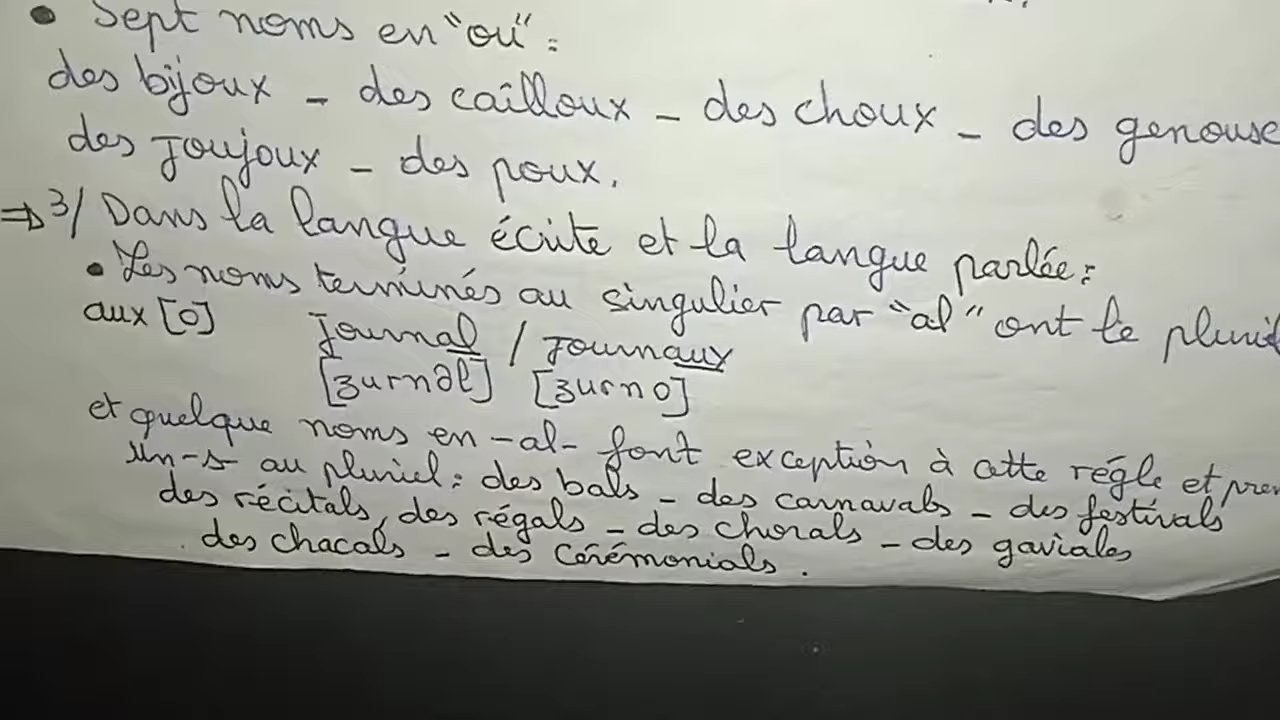 • Sept noms en "ou" :
des bijoux - des caîlloux - des choux - des genoux
des joujoux - des poux.
⇒ 3/ Dans la langue écrite et la langue parlée :
• Les noms terminés au singulier par "al" ont le pluriel
aux [o] journal / journaux
[ʒurnal] [ʒurno]
et quelque noms en -al- font exception à cette régle et pren
un -s au pluriel : des bals - des carnavals - des festivals
des récitals, des régals - des chorals - des gavials
des chacals - des cérémonials.